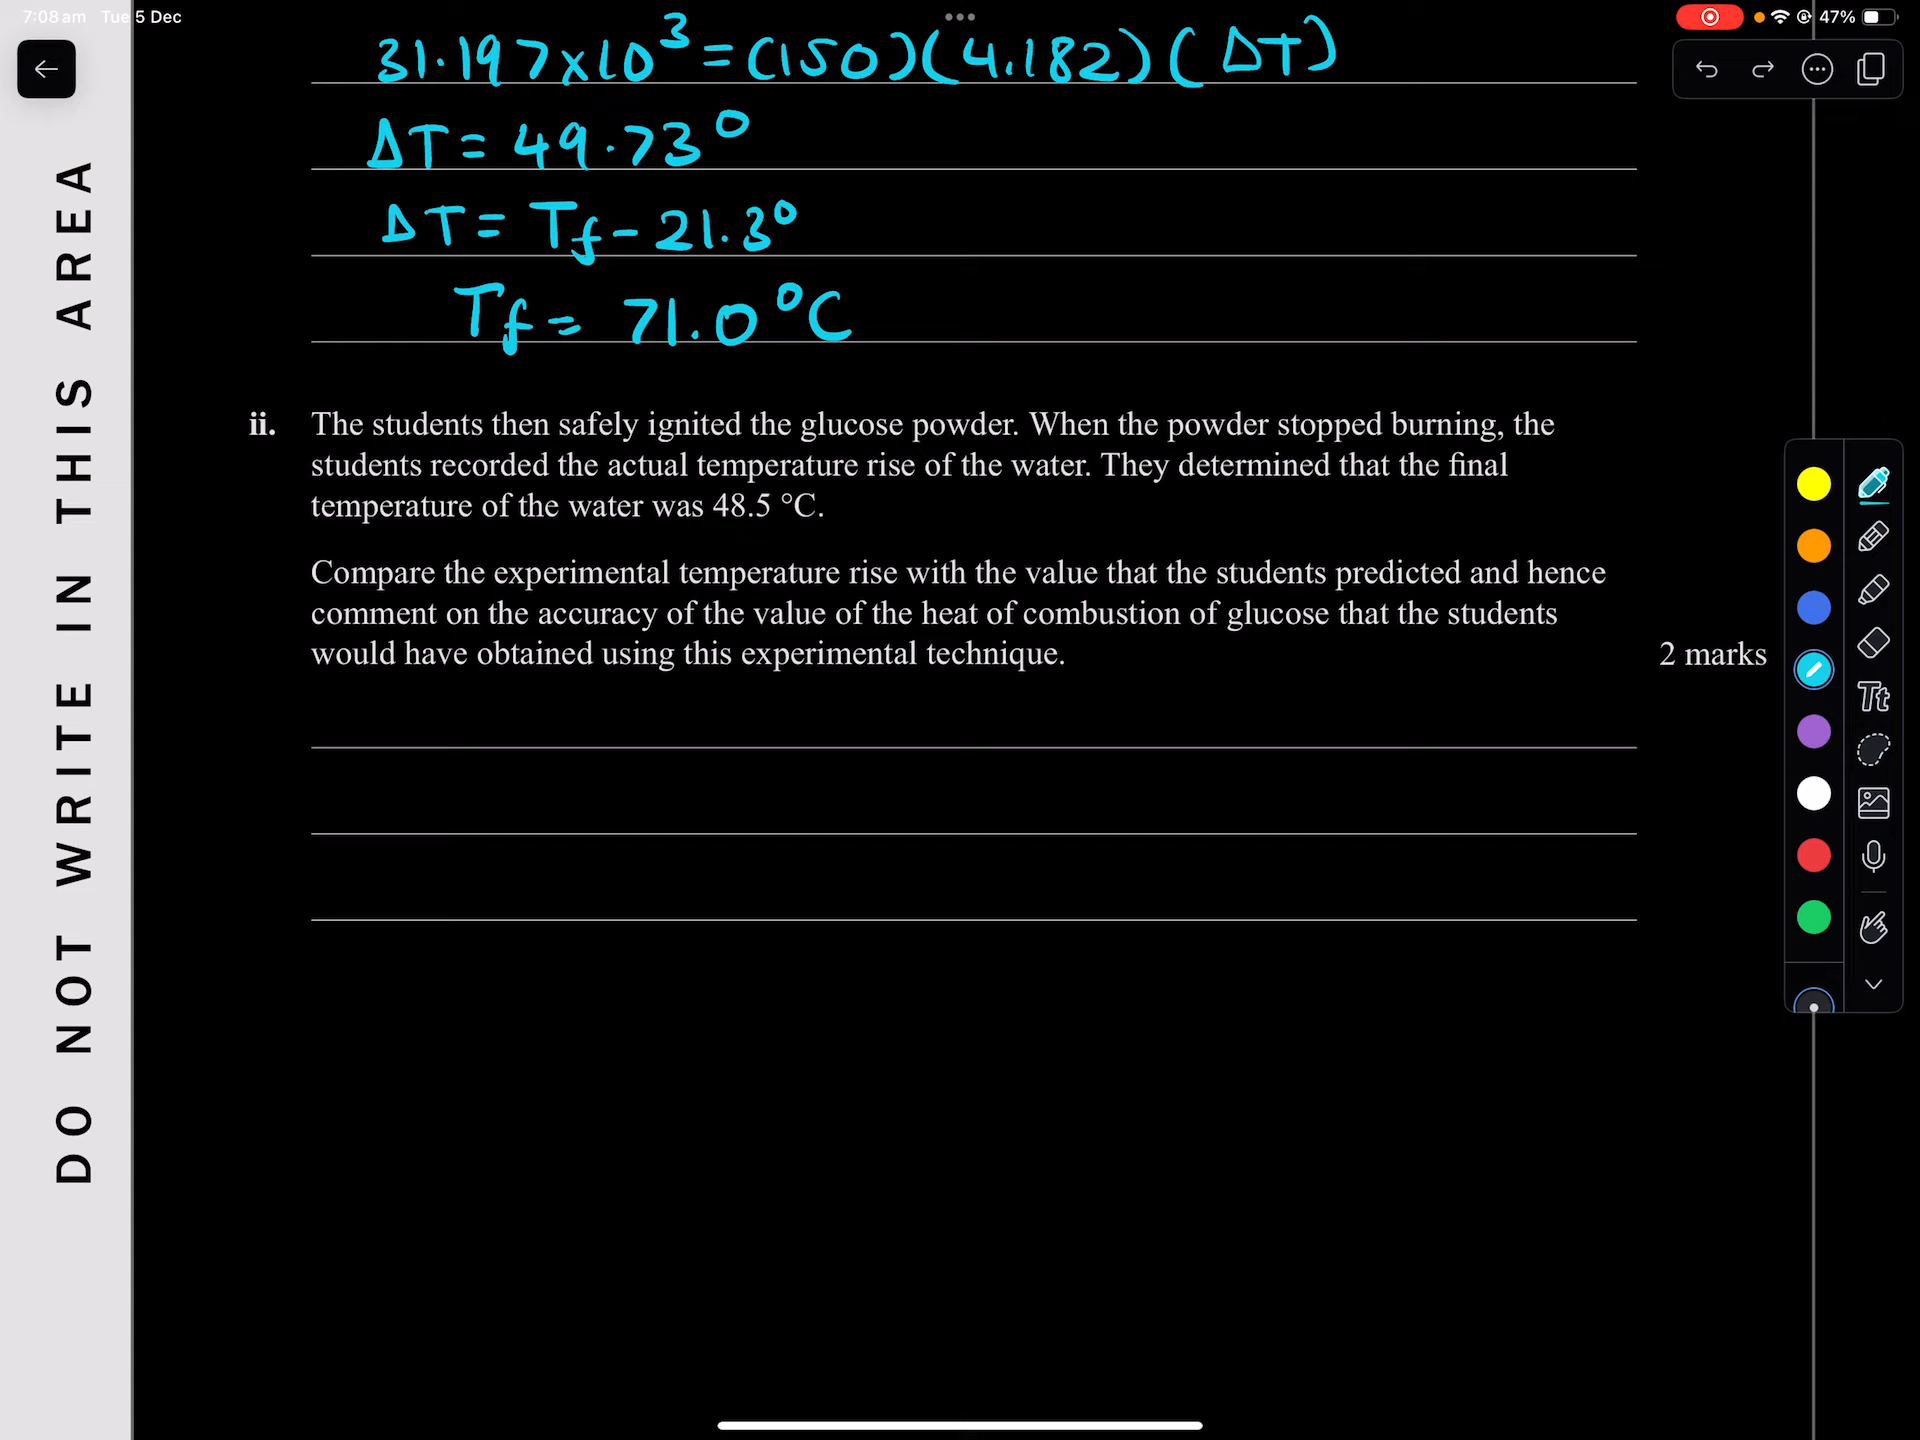 7:08 am Tue 5 Dec
47%
31.197x10³=(150)(4.182)(ΔT)
ΔT= 49.73°
ΔT= Tf- 21.3°
Tf= 71.0°C
DO NOT WRITE IN THIS AREA
ii. The students then safely ignited the glucose powder. When the powder stopped burning, the
students recorded the actual temperature rise of the water. They determined that the final
temperature of the water was 48.5 °C.
Compare the experimental temperature rise with the value that the students predicted and hence
comment on the accuracy of the value of the heat of combustion of glucose that the students
would have obtained using this experimental technique. 2 marks
Tt